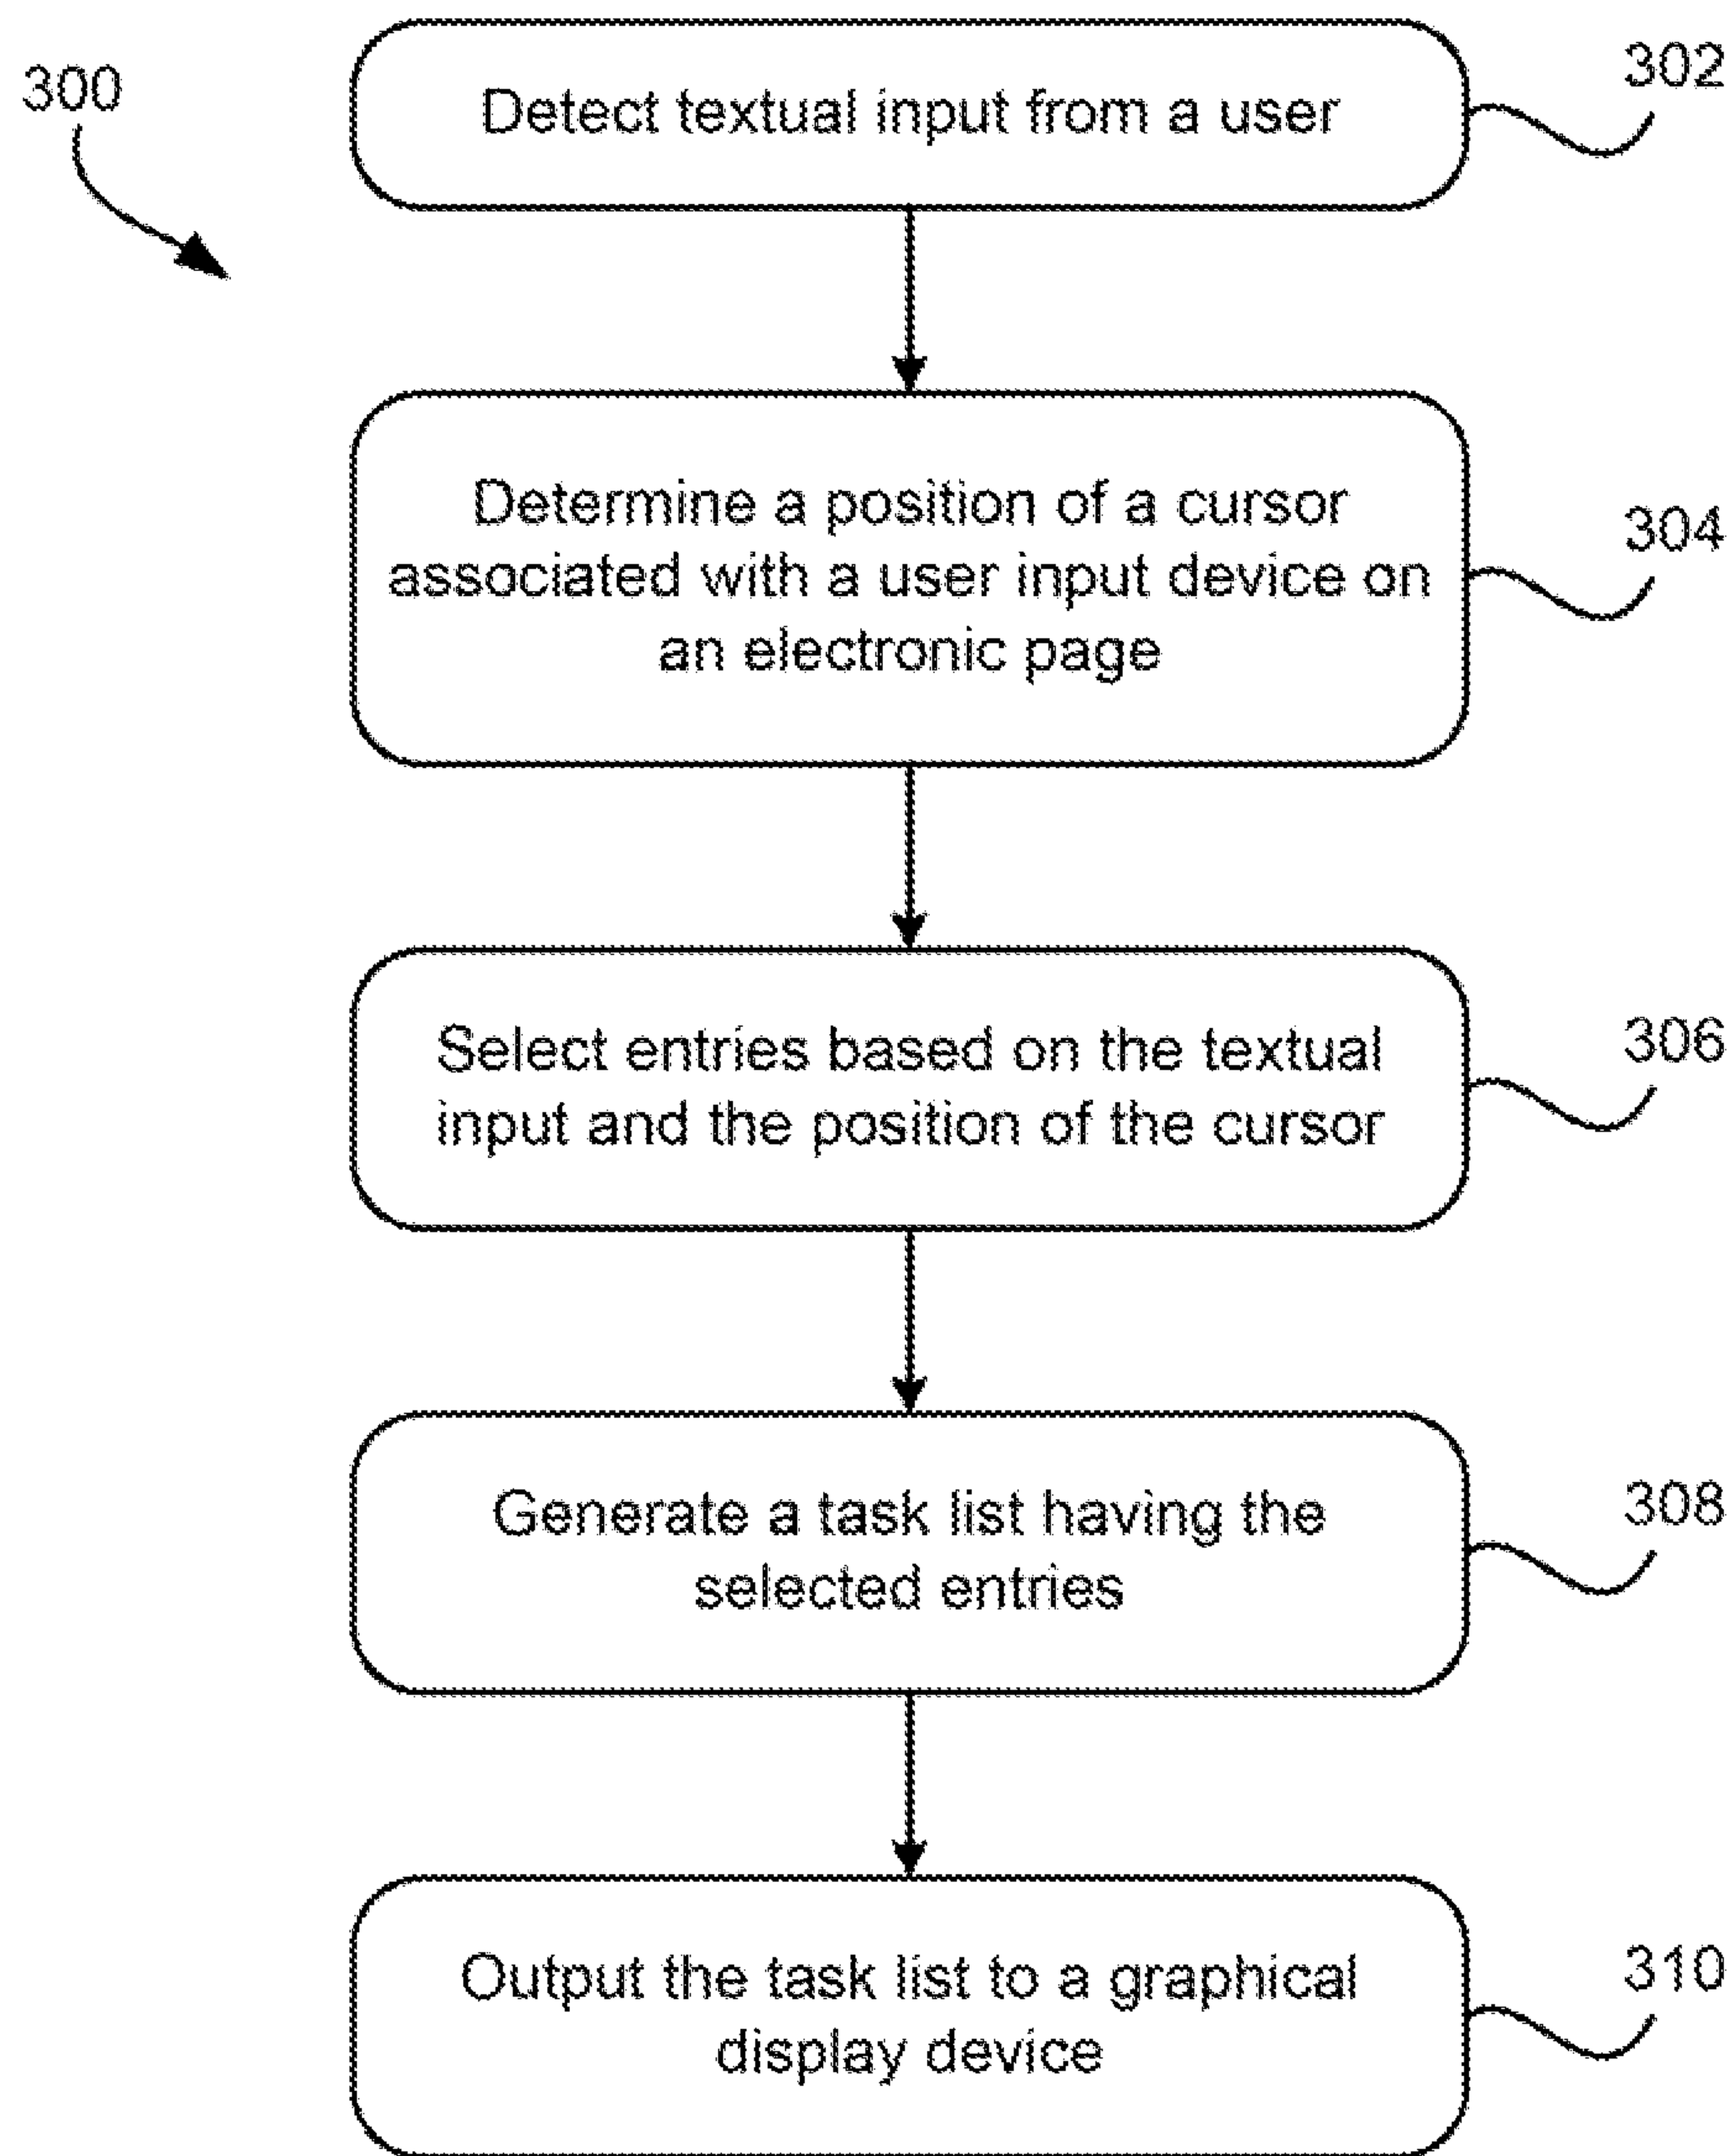 300
Detect textual input from a user
302
Determine a position of a cursor
associated with a user input device on
an electronic page
304
Select entries based on the textual
input and the position of the cursor
306
Generate a task list having the
selected entries
308
Output the task list to a graphical
display device
310